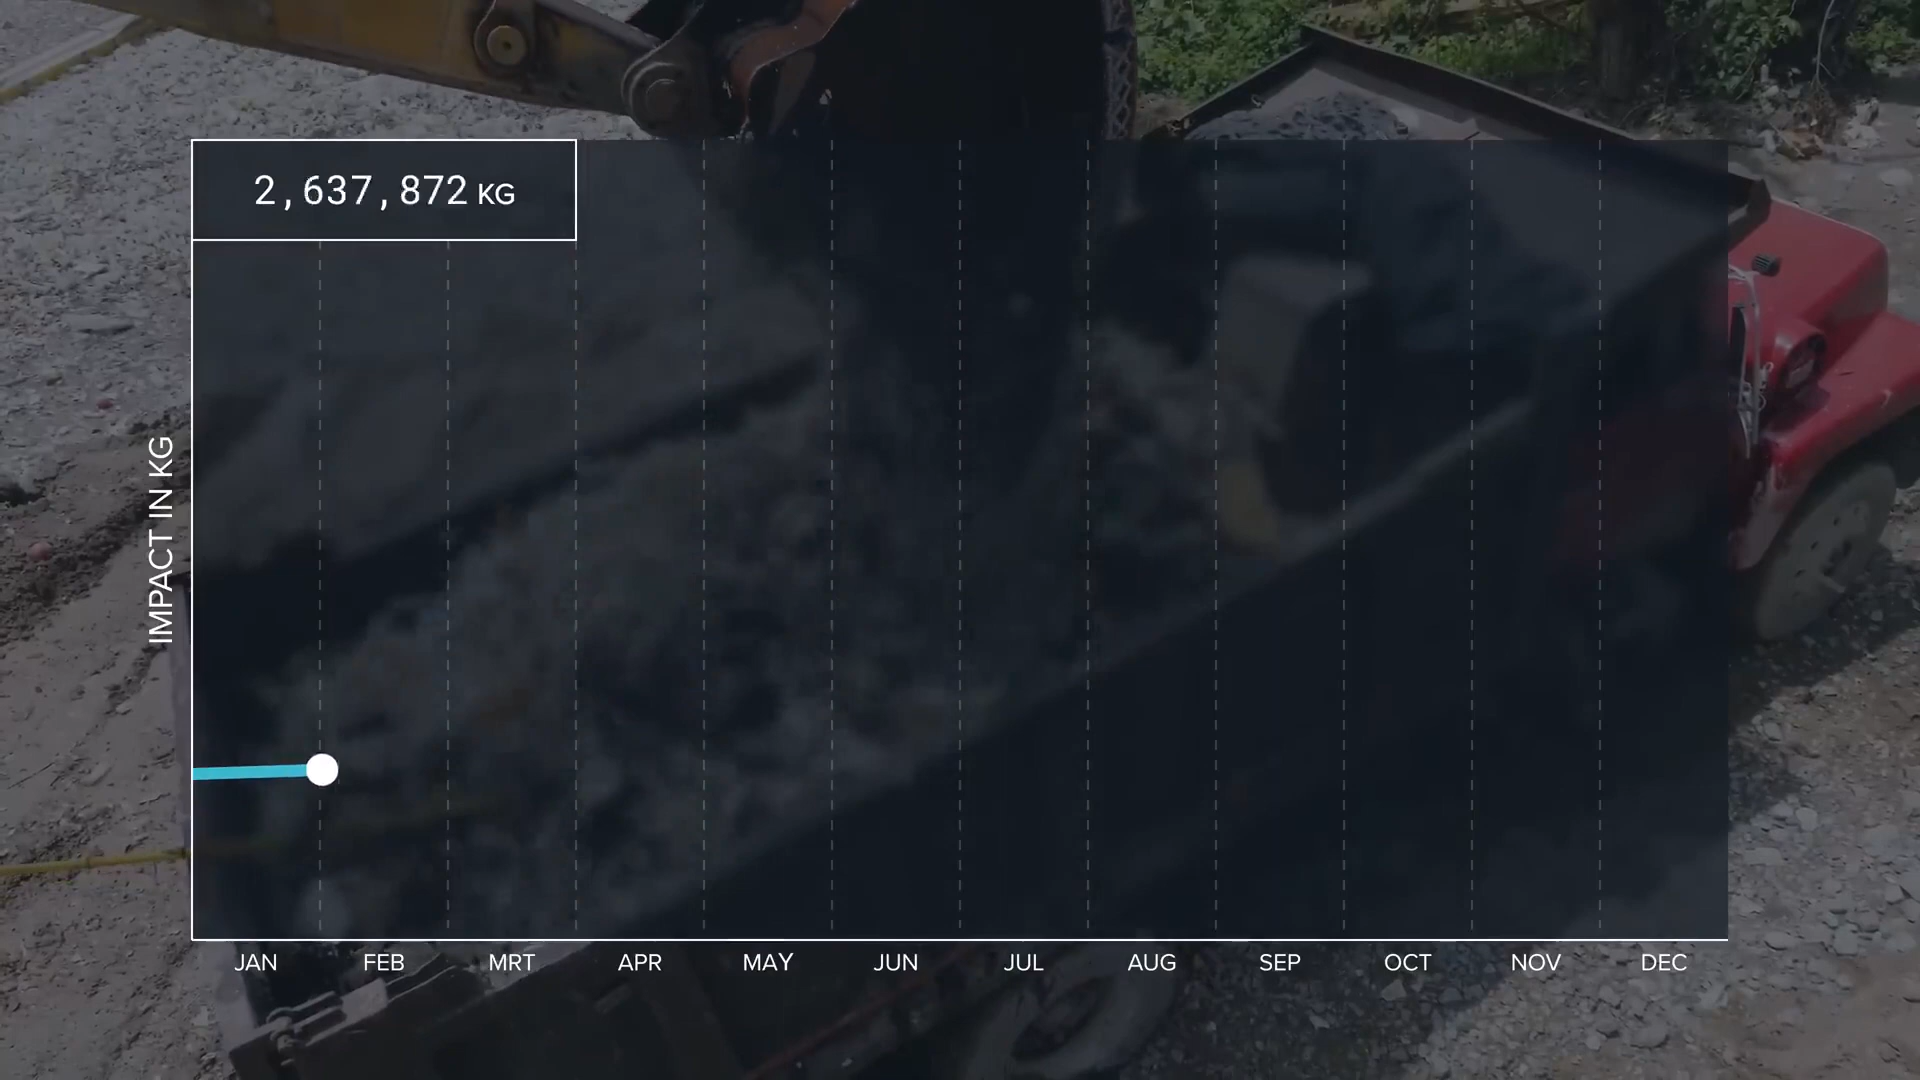 2,637,872 KG
IMPACT IN KG
JAN FEB MRT APR MAY JUN JUL AUG SEP OCT NOV DEC